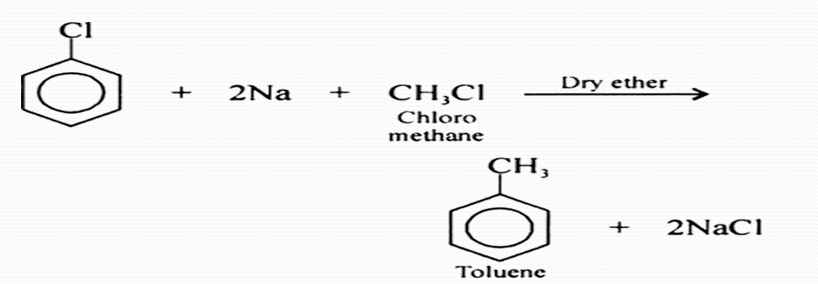 Cl
+ 2Na + CH₃Cl Dry ether
Chloro
methane
CH₃
+ 2NaCl
Toluene